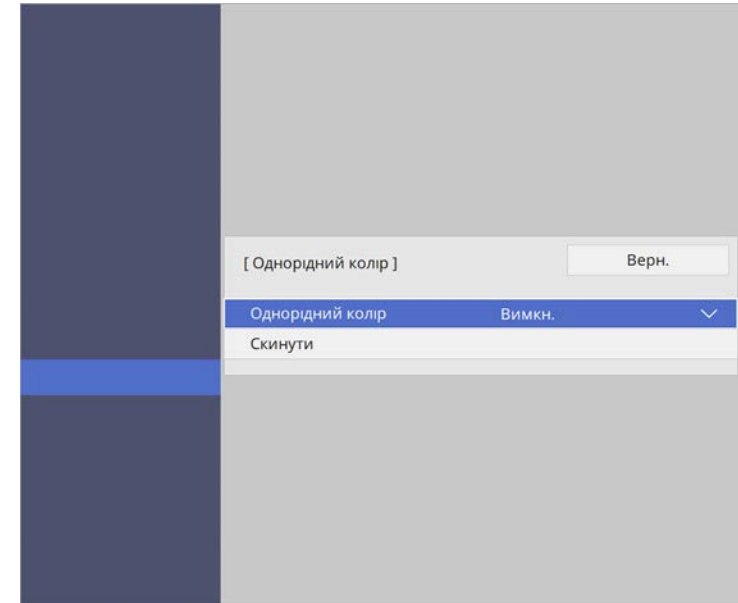 [ Однорідний колір ]
Верн.
Однорідний колір Вимкн.
Скинути